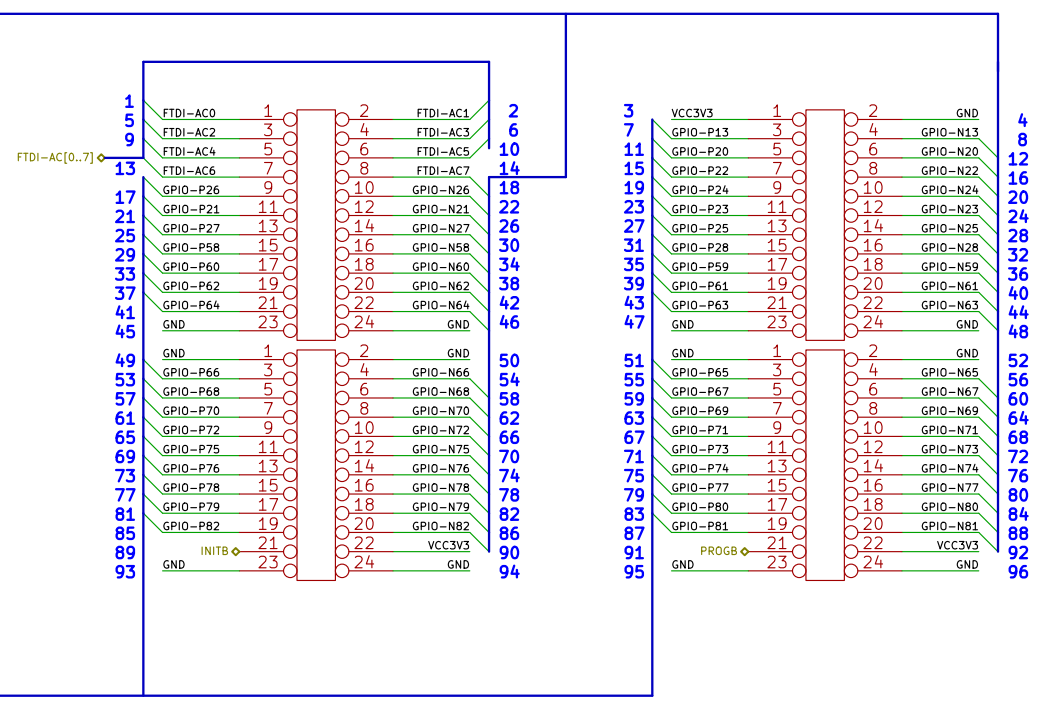 1 FTDI-AC0 1 2 FTDI-AC1 2 3 VCC3V3 1 2 GND 4
5 FTDI-AC2 3 4 FTDI-AC3 6 7 GPIO-P13 3 4 GPIO-N13 8
9 FTDI-AC4 5 6 FTDI-AC5 10 11 GPIO-P20 5 6 GPIO-N20 12
FTDI-AC[0..7]
13 FTDI-AC6 7 8 FTDI-AC7 14 15 GPIO-P22 7 8 GPIO-N22 16
17 GPIO-P26 9 10 GPIO-N26 18 19 GPIO-P24 9 10 GPIO-N24 20
21 GPIO-P21 11 12 GPIO-N21 22 23 GPIO-P23 11 12 GPIO-N23 24
25 GPIO-P27 13 14 GPIO-N27 26 27 GPIO-P25 13 14 GPIO-N25 28
29 GPIO-P58 15 16 GPIO-N58 30 31 GPIO-P28 15 16 GPIO-N28 32
33 GPIO-P60 17 18 GPIO-N60 34 35 GPIO-P59 17 18 GPIO-N59 36
37 GPIO-P62 19 20 GPIO-N62 38 39 GPIO-P61 19 20 GPIO-N61 40
41 GPIO-P64 21 22 GPIO-N64 42 43 GPIO-P63 21 22 GPIO-N63 44
45 GND 23 24 GND 46 47 GND 23 24 GND 48
49 GND 1 2 GND 50 51 GND 1 2 GND 52
53 GPIO-P66 3 4 GPIO-N66 54 55 GPIO-P65 3 4 GPIO-N65 56
57 GPIO-P68 5 6 GPIO-N68 58 59 GPIO-P67 5 6 GPIO-N67 60
61 GPIO-P70 7 8 GPIO-N70 62 63 GPIO-P69 7 8 GPIO-N69 64
65 GPIO-P72 9 10 GPIO-N72 66 67 GPIO-P71 9 10 GPIO-N71 68
69 GPIO-P75 11 12 GPIO-N75 70 71 GPIO-P73 11 12 GPIO-N73 72
73 GPIO-P76 13 14 GPIO-N76 74 75 GPIO-P74 13 14 GPIO-N74 76
77 GPIO-P78 15 16 GPIO-N78 78 79 GPIO-P77 15 16 GPIO-N77 80
81 GPIO-P79 17 18 GPIO-N79 82 83 GPIO-P80 17 18 GPIO-N80 84
85 GPIO-P82 19 20 GPIO-N82 86 87 GPIO-P81 19 20 GPIO-N81 88
89 INITB 21 22 VCC3V3 90 91 PROGB 21 22 VCC3V3 92
93 GND 23 24 GND 94 95 GND 23 24 GND 96